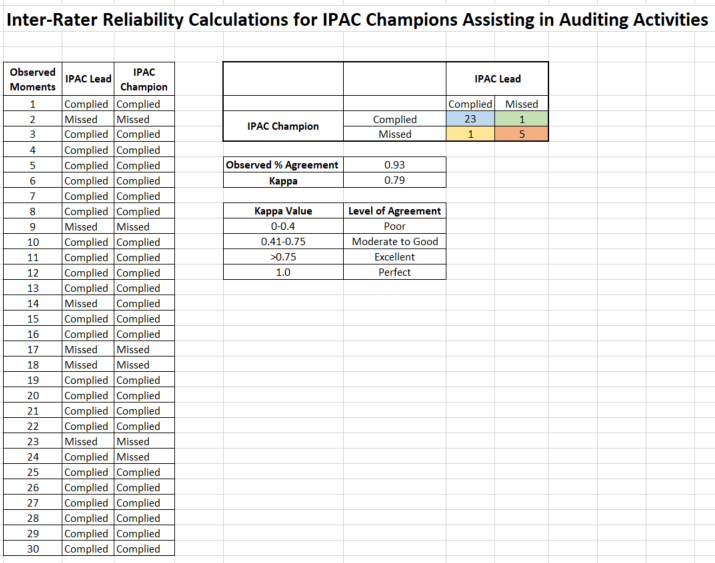 Inter-Rater Reliability Calculations for IPAC Champions Assisting in Auditing Activities
Observed Moments IPAC Lead IPAC Champion
1 Complied Complied
2 Missed Missed
3 Complied Complied
4 Complied Complied
5 Complied Complied
6 Complied Complied
7 Complied Complied
8 Complied Complied
9 Missed Missed
10 Complied Complied
11 Complied Complied
12 Complied Complied
13 Complied Complied
14 Missed Complied
15 Complied Complied
16 Complied Complied
17 Missed Missed
18 Missed Missed
19 Complied Complied
20 Complied Complied
21 Complied Complied
22 Complied Complied
23 Missed Missed
24 Complied Missed
25 Complied Complied
26 Complied Complied
27 Complied Complied
28 Complied Complied
29 Complied Complied
30 Complied Complied
IPAC Lead
Complied Missed
IPAC Champion
Complied 23 1
Missed 1 5
Observed % Agreement 0.93
Kappa 0.79
Kappa Value Level of Agreement
0-0.4 Poor
0.41-0.75 Moderate to Good
>0.75 Excellent
1.0 Perfect